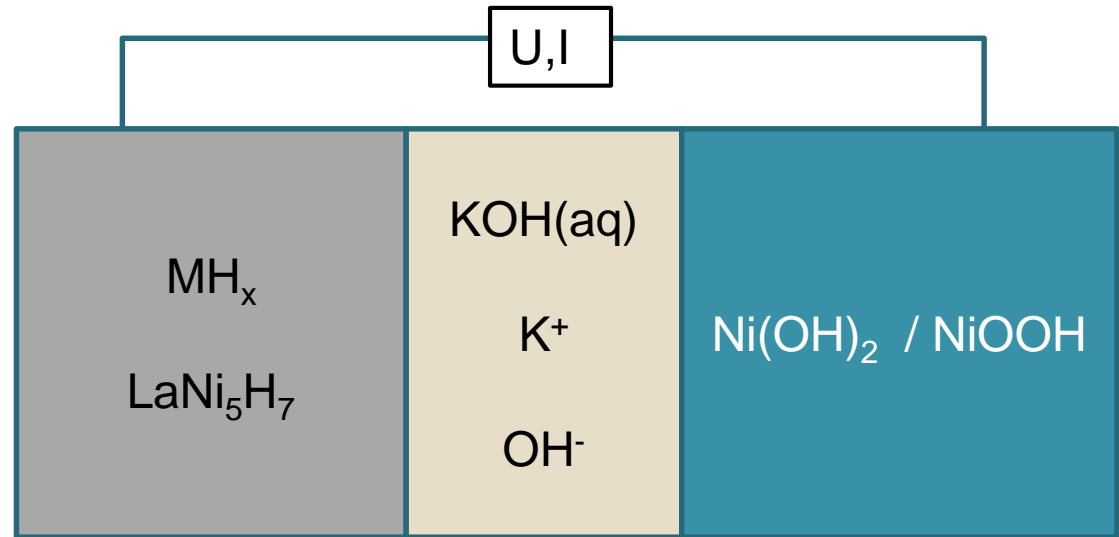 U,I
MHₓ
LaNi₅H₇
KOH(aq)
K⁺
OH⁻
Ni(OH)₂ / NiOOH